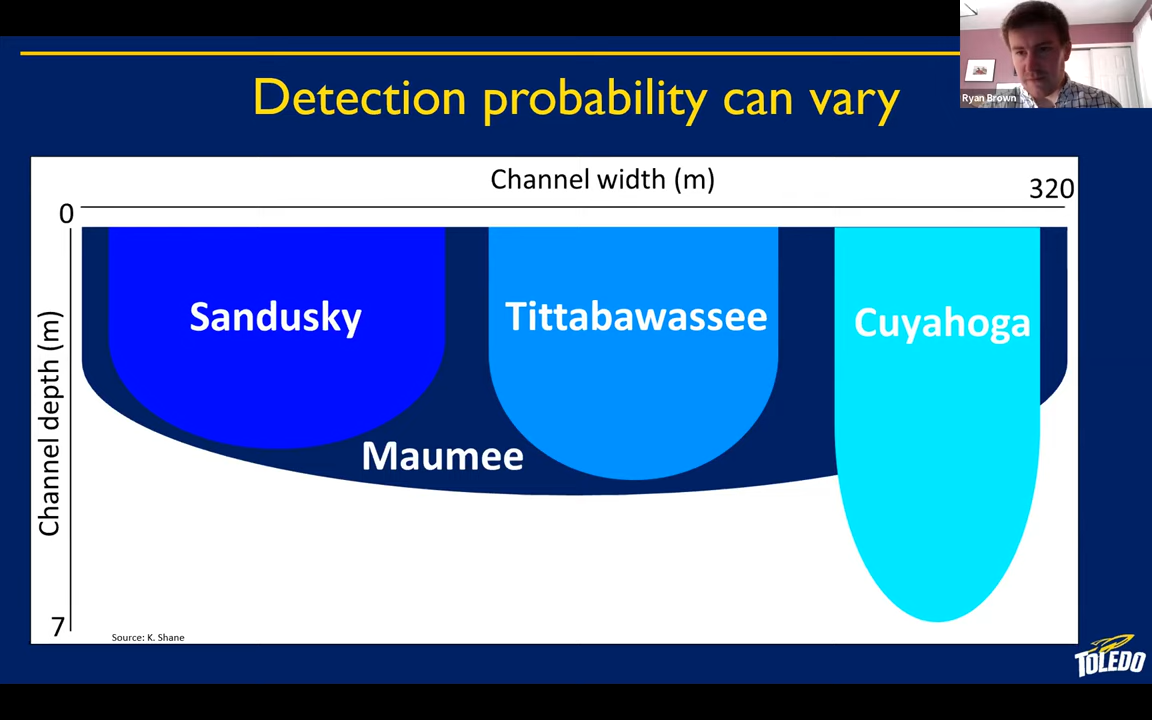 Ryan Brown
Detection probability can vary
Channel width (m)
320
0
Channel depth (m)
Sandusky
Tittabawassee
Cuyahoga
Maumee
7
Source: K. Shane
TOLEDO